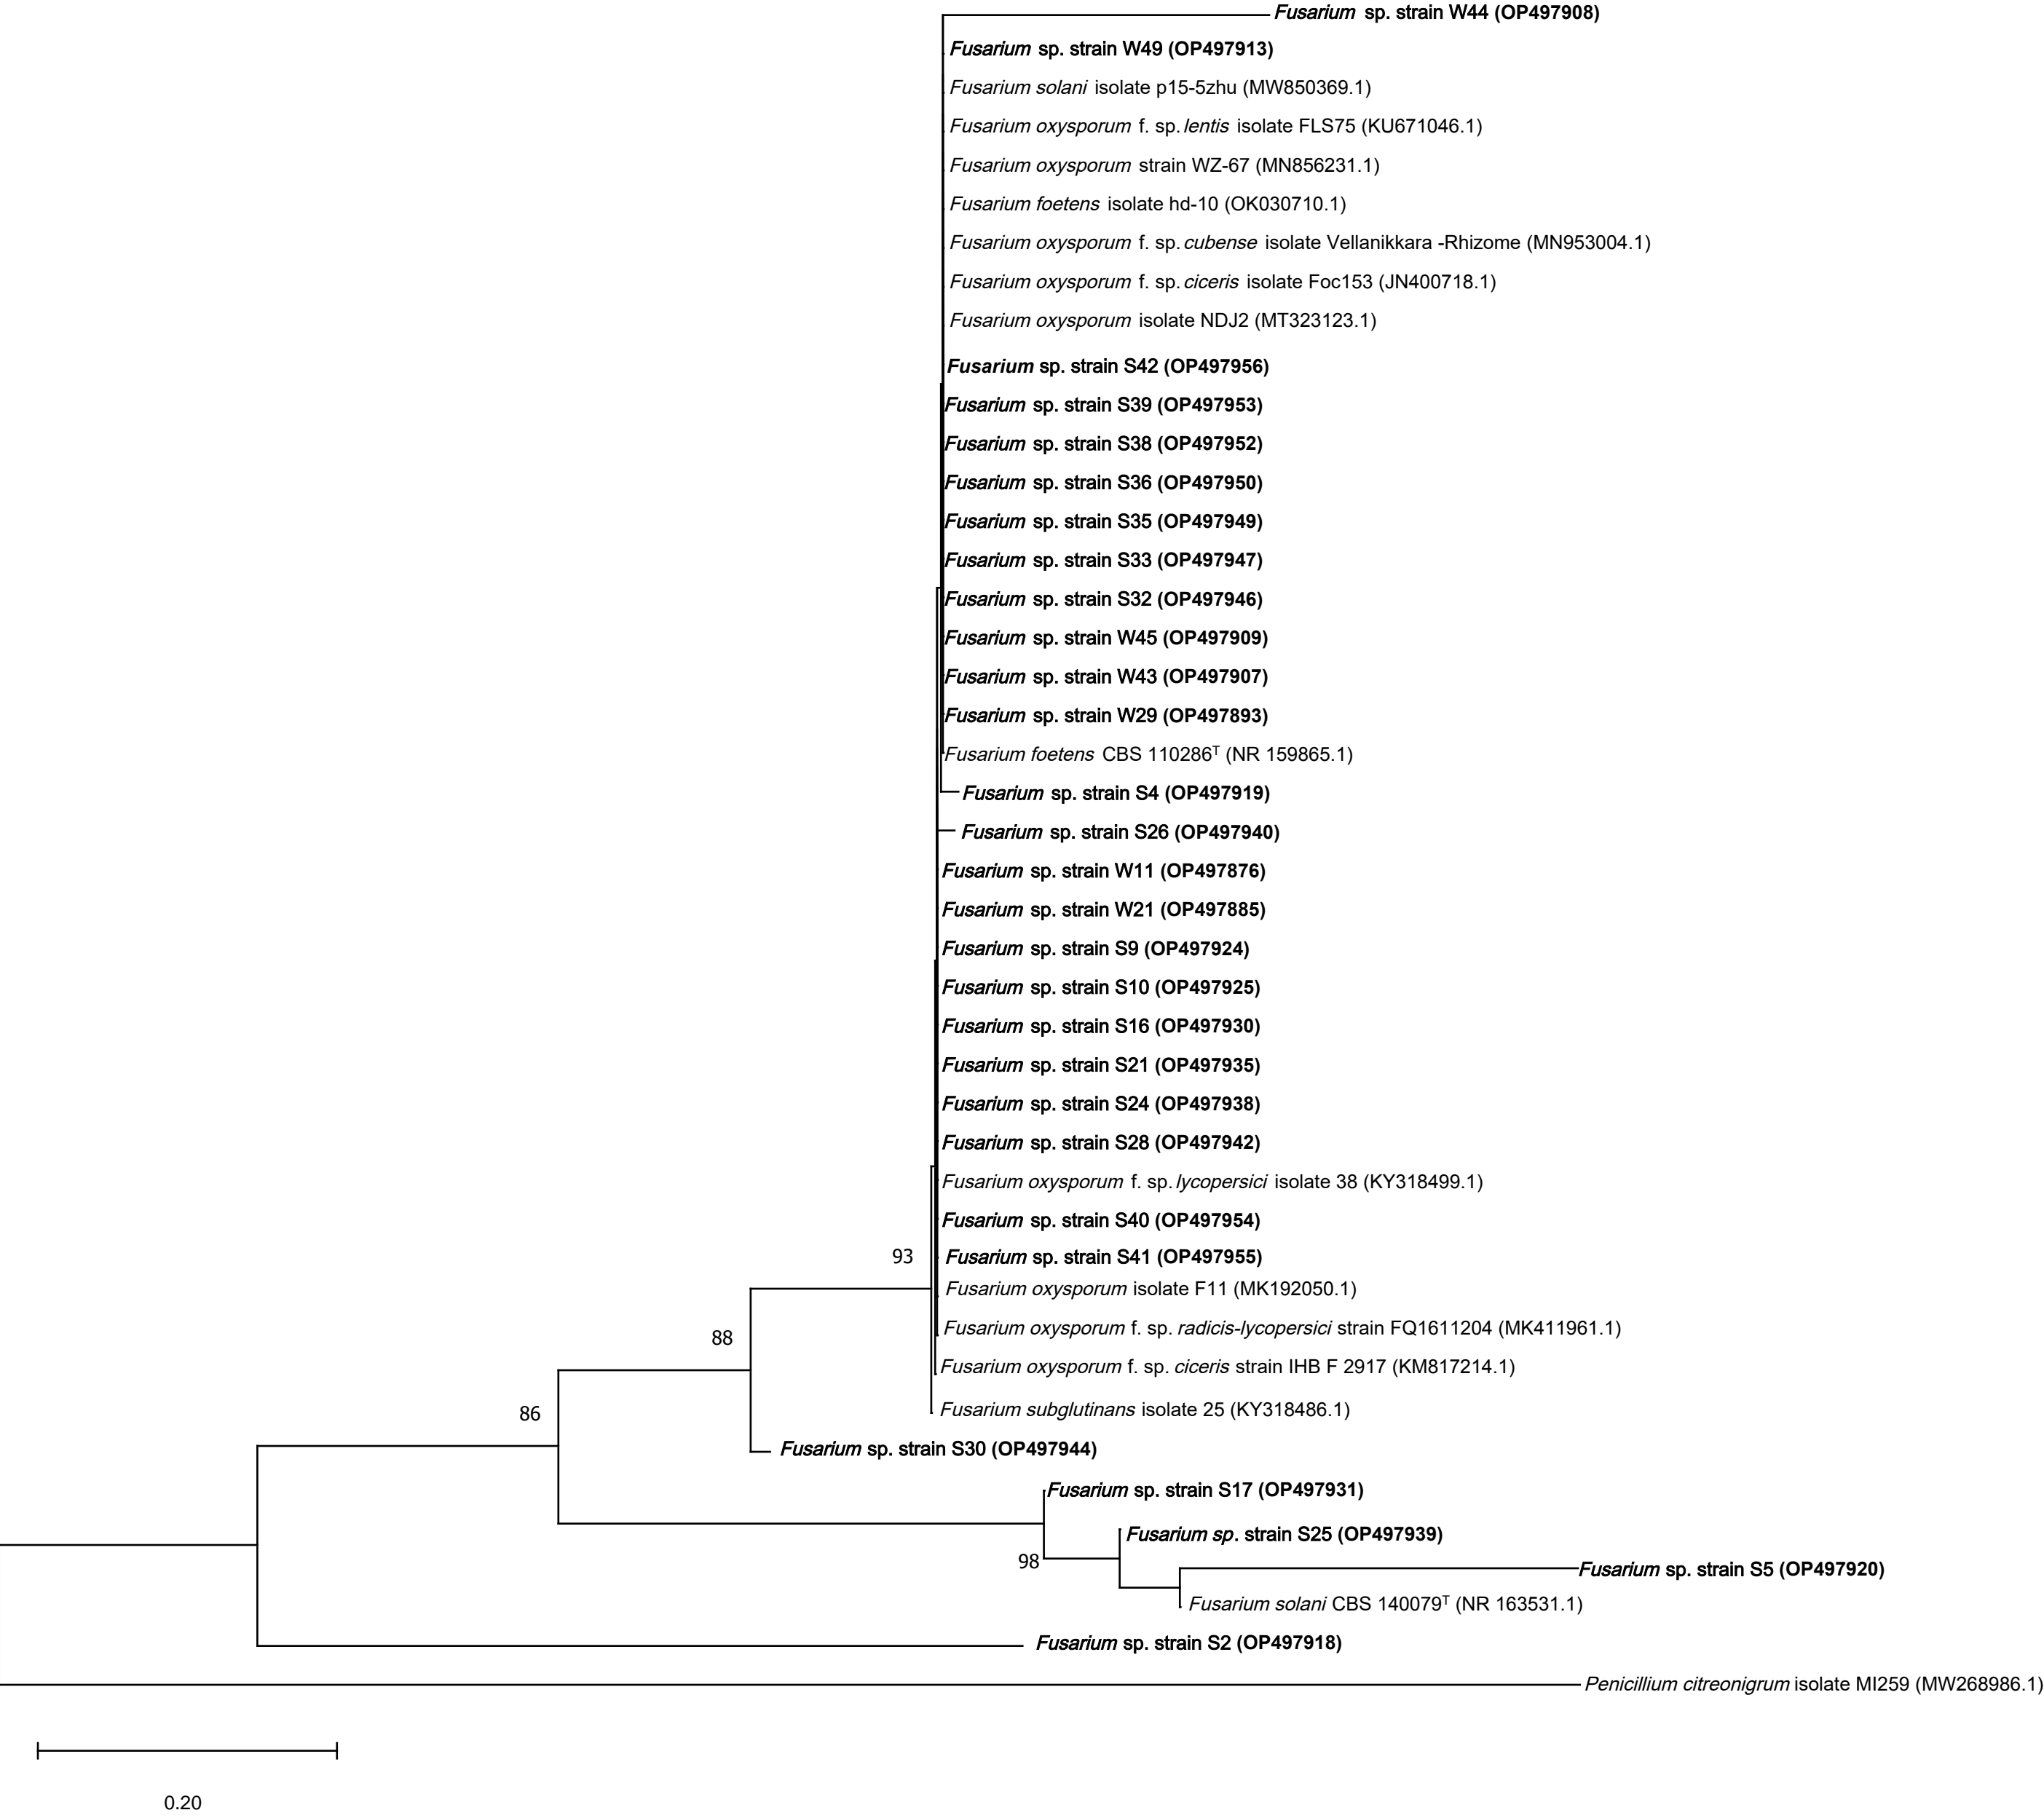 Fusarium sp. strain W44 (OP497908)
Fusarium sp. strain W49 (OP497913)
Fusarium solani isolate p15-5zhu (MW850369.1)
Fusarium oxysporum f. sp. lentis isolate FLS75 (KU671046.1)
Fusarium oxysporum strain WZ-67 (MN856231.1)
Fusarium foetens isolate hd-10 (OK030710.1)
Fusarium oxysporum f. sp. cubense isolate Vellanikkara -Rhizome (MN953004.1)
Fusarium oxysporum f. sp. ciceris isolate Foc153 (JN400718.1)
Fusarium oxysporum isolate NDJ2 (MT323123.1)
Fusarium sp. strain S42 (OP497956)
Fusarium sp. strain S39 (OP497953)
Fusarium sp. strain S38 (OP497952)
Fusarium sp. strain S36 (OP497950)
Fusarium sp. strain S35 (OP497949)
Fusarium sp. strain S33 (OP497947)
Fusarium sp. strain S32 (OP497946)
Fusarium sp. strain W45 (OP497909)
Fusarium sp. strain W43 (OP497907)
Fusarium sp. strain W29 (OP497893)
Fusarium foetens CBS 110286ᵀ (NR 159865.1)
Fusarium sp. strain S4 (OP497919)
Fusarium sp. strain S26 (OP497940)
Fusarium sp. strain W11 (OP497876)
Fusarium sp. strain W21 (OP497885)
Fusarium sp. strain S9 (OP497924)
Fusarium sp. strain S10 (OP497925)
Fusarium sp. strain S16 (OP497930)
Fusarium sp. strain S21 (OP497935)
Fusarium sp. strain S24 (OP497938)
Fusarium sp. strain S28 (OP497942)
Fusarium oxysporum f. sp. lycopersici isolate 38 (KY318499.1)
Fusarium sp. strain S40 (OP497954)
93
Fusarium sp. strain S41 (OP497955)
Fusarium oxysporum isolate F11 (MK192050.1)
Fusarium oxysporum f. sp. radicis-lycopersici strain FQ1611204 (MK411961.1)
88
Fusarium oxysporum f. sp. ciceris strain IHB F 2917 (KM817214.1)
Fusarium subglutinans isolate 25 (KY318486.1)
86
Fusarium sp. strain S30 (OP497944)
Fusarium sp. strain S17 (OP497931)
Fusarium sp. strain S25 (OP497939)
98
Fusarium sp. strain S5 (OP497920)
Fusarium solani CBS 140079ᵀ (NR 163531.1)
Fusarium sp. strain S2 (OP497918)
Penicillium citreonigrum isolate MI259 (MW268986.1)
0.20